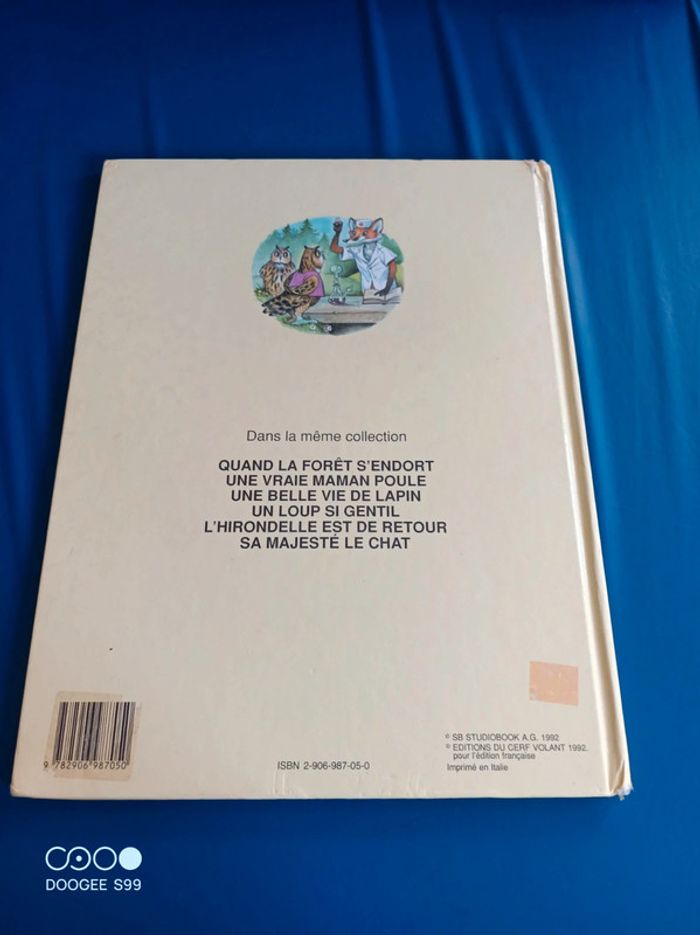 Dans la même collection
QUAND LA FORÊT S'ENDORT
UNE VRAIE MAMAN POULE
UNE BELLE VIE DE LAPIN
UN LOUP SI GENTIL
L'HIRONDELLE EST DE RETOUR
SA MAJESTÉ LE CHAT
© SB STUDIOBOOK A.G. 1992
© EDITIONS DU CERF VOLANT 1992.
pour l'édition française
Imprimé en Italie
ISBN 2-906-987-05-0
9 782906 987050
DOOGEE S99